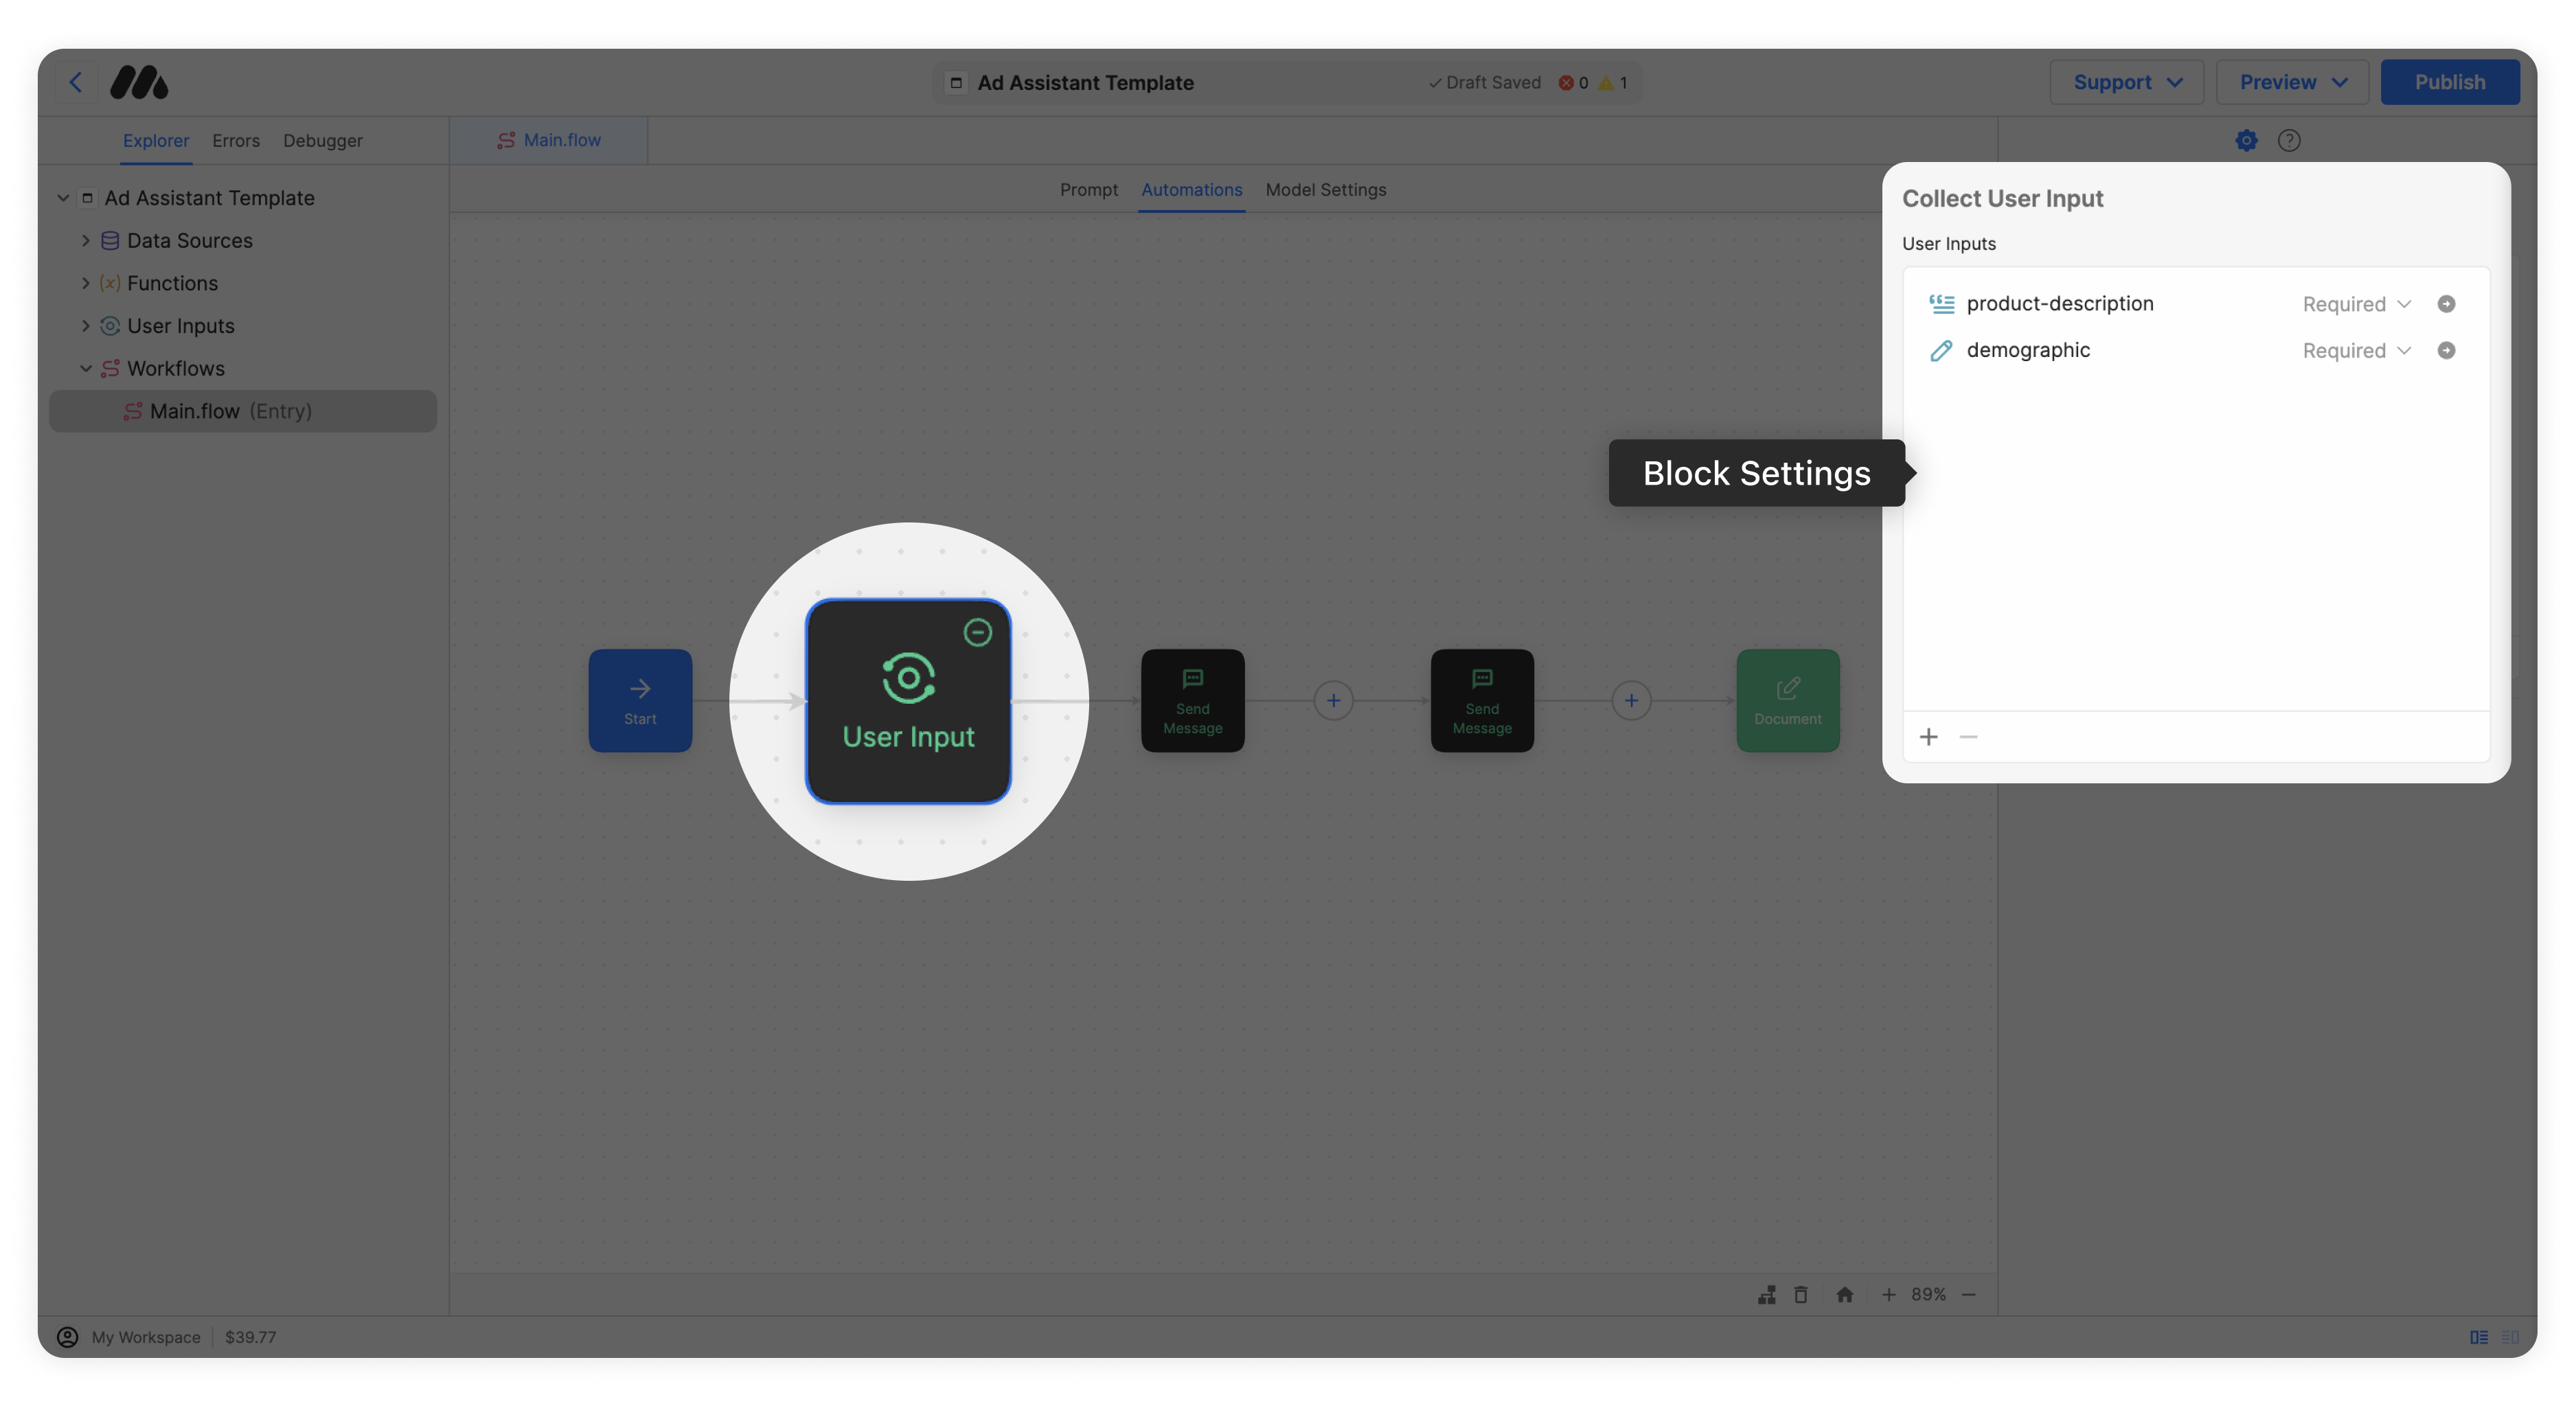 Ad Assistant Template
Draft Saved
0
1
Support
Preview
Publish
Explorer
Errors
Debugger
Main.flow
Ad Assistant Template
Data Sources
Functions
User Inputs
Workflows
Main.flow (Entry)
Prompt
Automations
Model Settings
Collect User Input
User Inputs
product-description
Required
demographic
Required
Block Settings
Start
User Input
Send
Message
Send
Message
Document
89%
My Workspace
$39.77